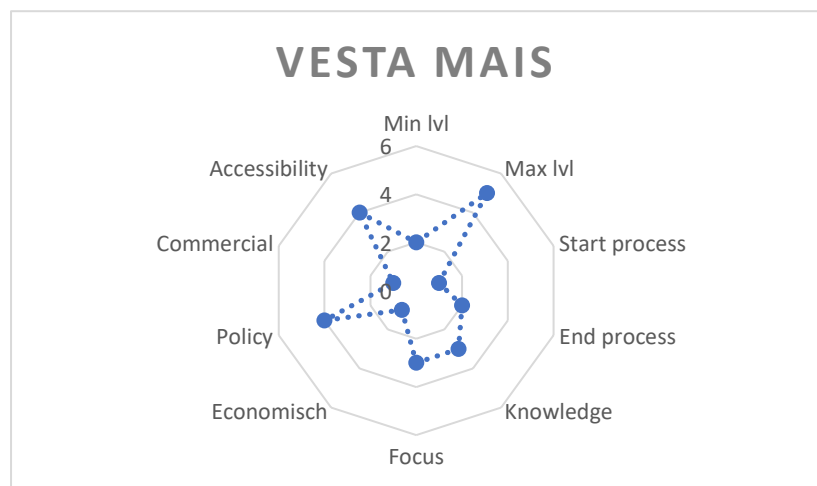 VESTA MAIS
Min lvl
6
Accessibility
Max lvl
4
Commercial
Start process
2
0
Policy
End process
Economisch
Knowledge
Focus